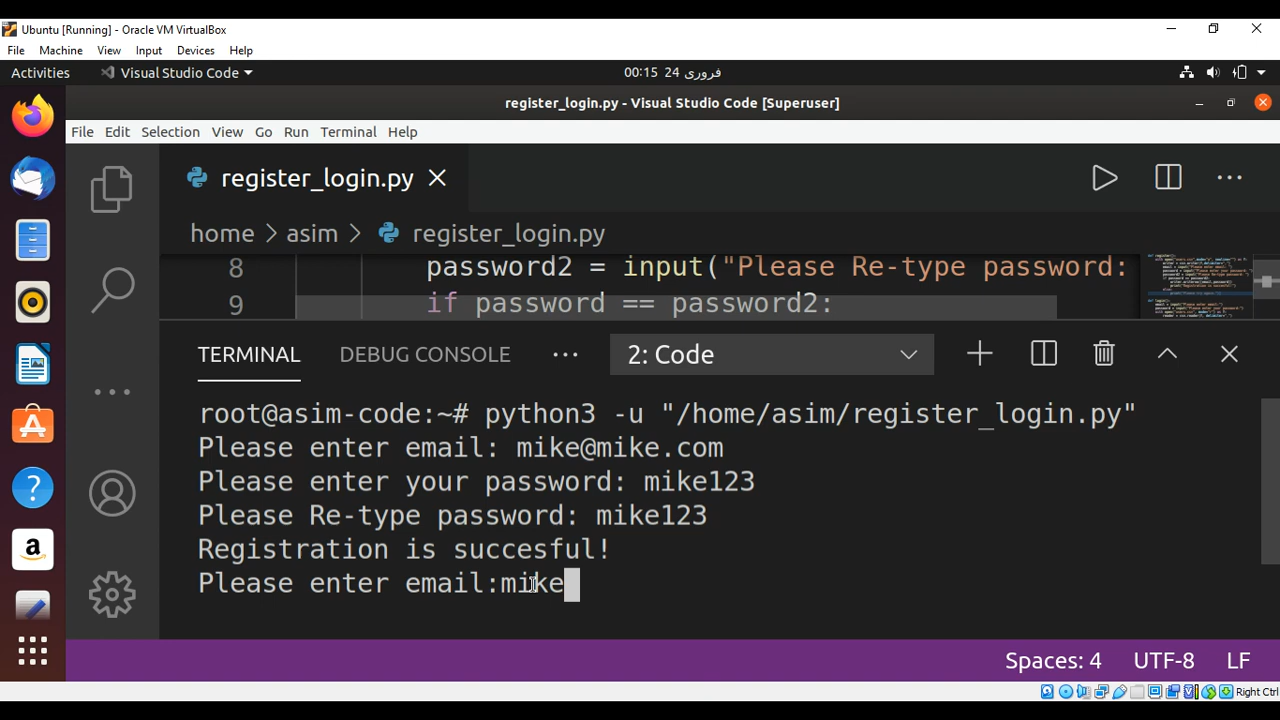 Ubuntu [Running] - Oracle VM VirtualBox
File Machine View Input Devices Help
Activities Visual Studio Code 00:15 24 فروری
register_login.py - Visual Studio Code [Superuser]
File Edit Selection View Go Run Terminal Help
register_login.py
home > asim > register_login.py
8 password2 = input("Please Re-type password:
9 if password == password2:
TERMINAL DEBUG CONSOLE ... 2: Code
root@asim-code:~# python3 -u "/home/asim/register_login.py"
Please enter email: mike@mike.com
Please enter your password: mike123
Please Re-type password: mike123
Registration is succesful!
Please enter email:mike
Spaces: 4 UTF-8 LF
Right Ctrl